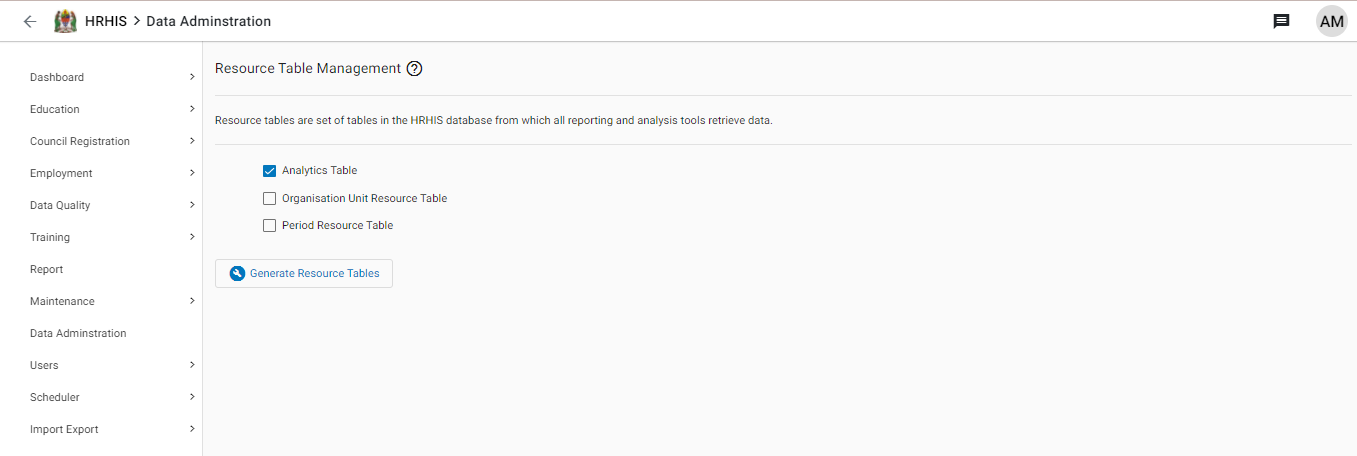 HRHIS > Data Adminstration
AM
Dashboard
Education
Council Registration
Employment
Data Quality
Training
Report
Maintenance
Data Adminstration
Users
Scheduler
Import Export
Resource Table Management
Resource tables are set of tables in the HRHIS database from which all reporting and analysis tools retrieve data.
Analytics Table
Organisation Unit Resource Table
Period Resource Table
Generate Resource Tables